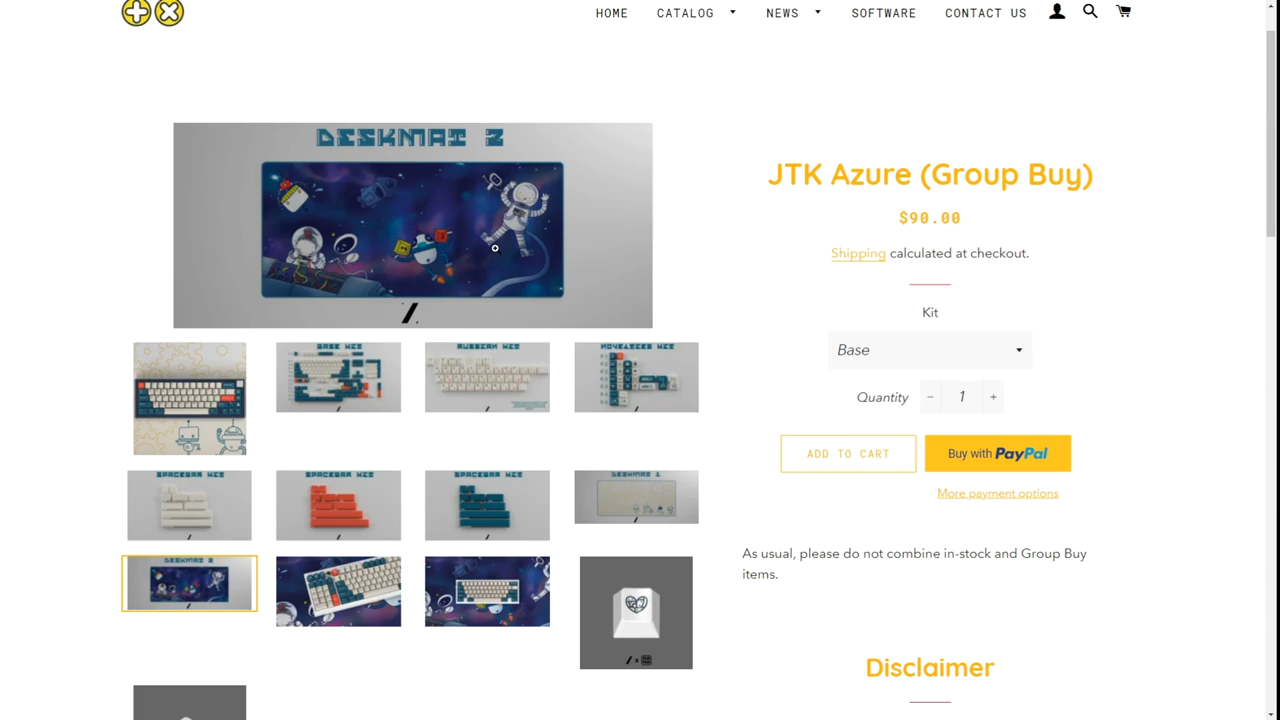 HOME CATALOG NEWS SOFTWARE CONTACT US
DESKMAT 2
JTK Azure (Group Buy)
$90.00
Shipping calculated at checkout.
Kit
Base
Quantity − 1 +
ADD TO CART Buy with PayPal
More payment options
BASE KIT RUSSIAN KIT NOVELTIES KIT
SPACEBAR KIT SPACEBAR KIT SPACEBAR KIT DESKMAT 1
DESKMAT 2
As usual, please do not combine in-stock and Group Buy
items.
Disclaimer